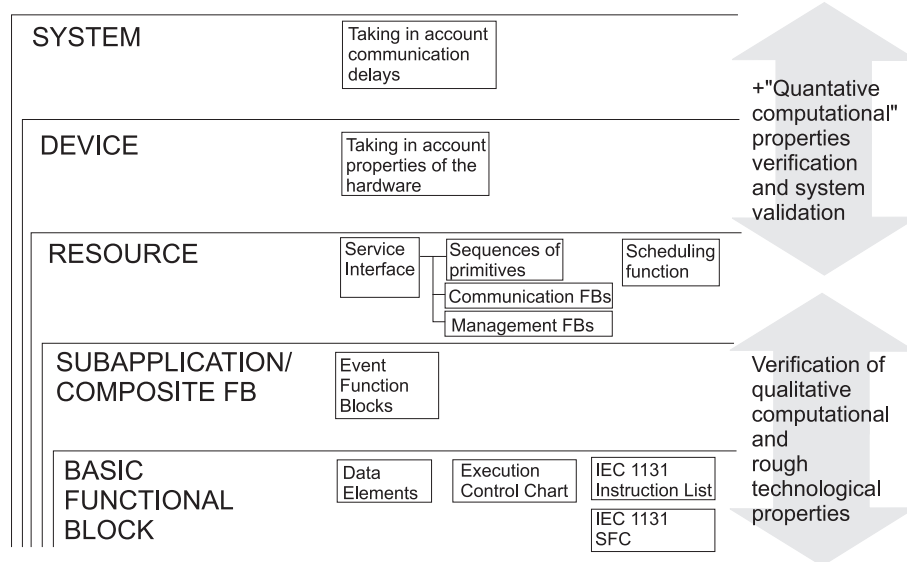 SYSTEM
Taking in account
communication
delays
+"Quantative
computational"
properties
verification
and system
validation
DEVICE
Taking in account
properties of the
hardware
RESOURCE
Service
Interface
Sequences of
primitives
Communication FBs
Management FBs
Scheduling
function
SUBAPPLICATION/
COMPOSITE FB
Event
Function
Blocks
Verification of
qualitative
computational
and
rough
technological
properties
BASIC
FUNCTIONAL
BLOCK
Data
Elements
Execution
Control Chart
IEC 1131
Instruction List
IEC 1131
SFC